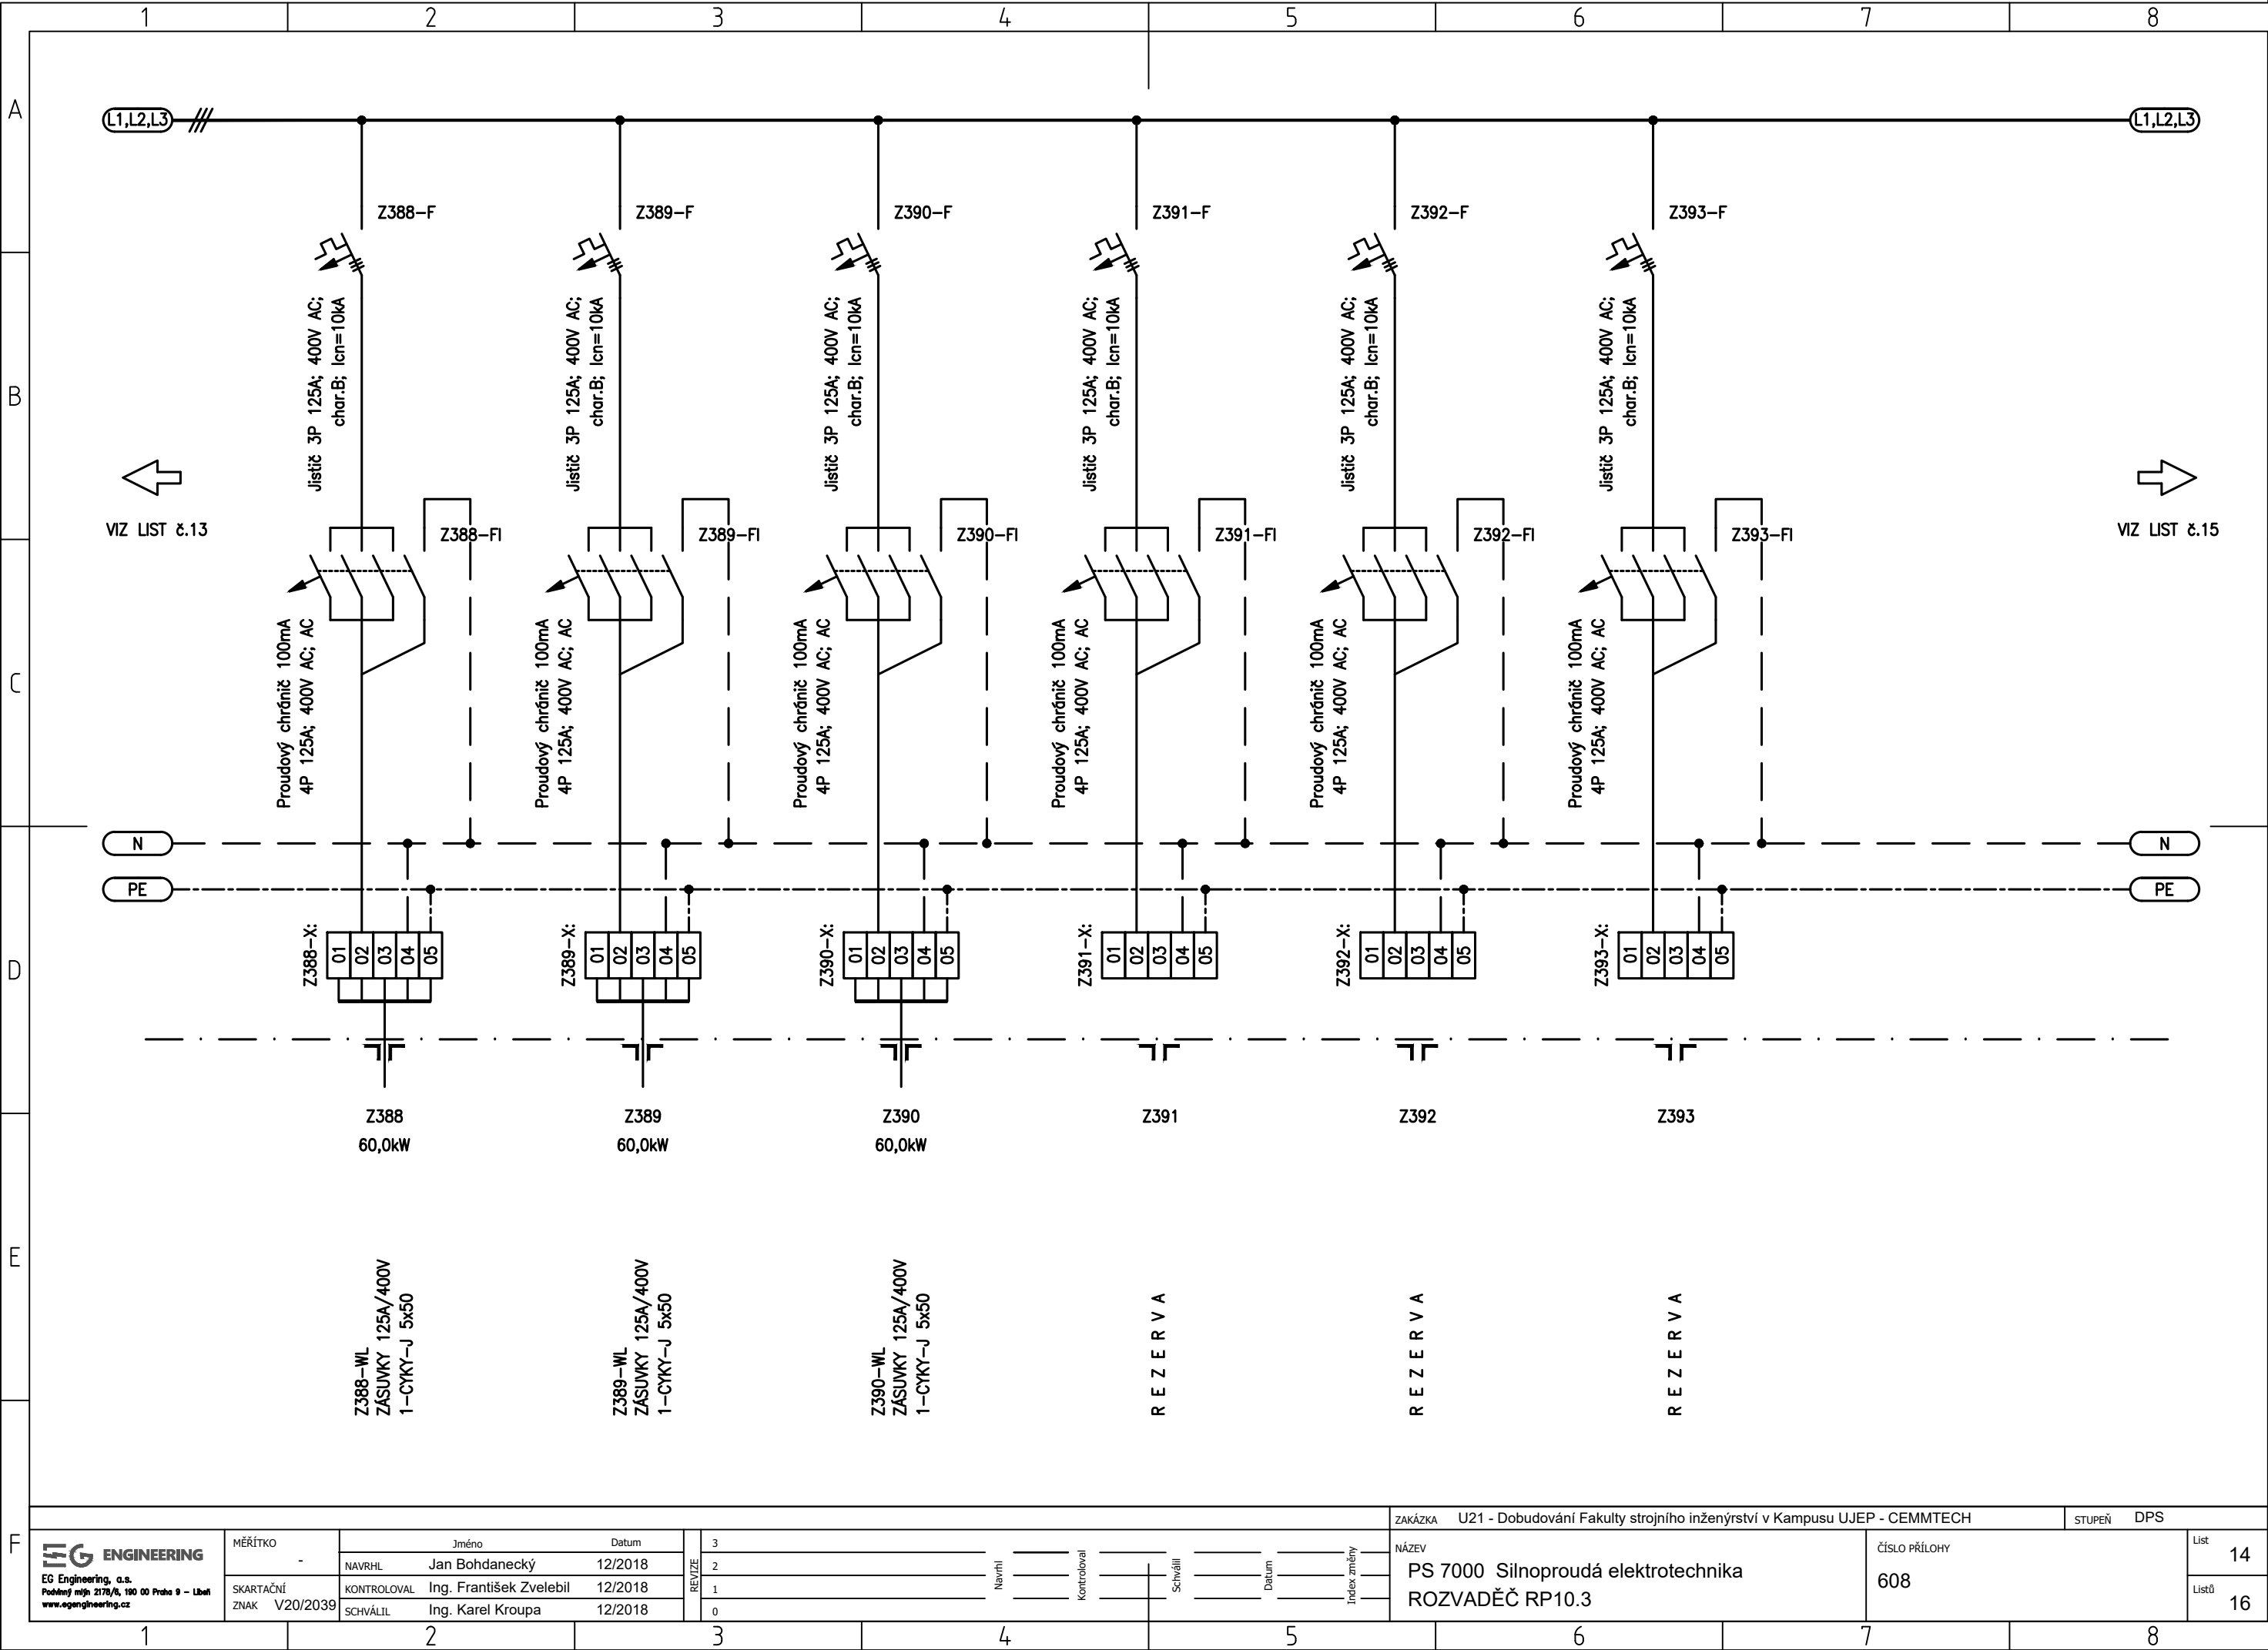 1 2 3 4 5 6 7 8
A
L1,L2,L3 L1,L2,L3
Z388-F Z389-F Z390-F Z391-F Z392-F Z393-F
B
Jistič 3P 125A; 400V AC;
char.B; Icn=10kA
Jistič 3P 125A; 400V AC;
char.B; Icn=10kA
Jistič 3P 125A; 400V AC;
char.B; Icn=10kA
Jistič 3P 125A; 400V AC;
char.B; Icn=10kA
Jistič 3P 125A; 400V AC;
char.B; Icn=10kA
Jistič 3P 125A; 400V AC;
char.B; Icn=10kA
VIZ LIST č.13 VIZ LIST č.15
Z388-FI Z389-FI Z390-FI Z391-FI Z392-FI Z393-FI
C
Proudový chránič 100mA
4P 125A; 400V AC; AC
Proudový chránič 100mA
4P 125A; 400V AC; AC
Proudový chránič 100mA
4P 125A; 400V AC; AC
Proudový chránič 100mA
4P 125A; 400V AC; AC
Proudový chránič 100mA
4P 125A; 400V AC; AC
Proudový chránič 100mA
4P 125A; 400V AC; AC
N N
PE PE
D
Z388-X: 01 02 03 04 05
Z389-X: 01 02 03 04 05
Z390-X: 01 02 03 04 05
Z391-X: 01 02 03 04 05
Z392-X: 01 02 03 04 05
Z393-X: 01 02 03 04 05
Z388 Z389 Z390 Z391 Z392 Z393
60,0kW 60,0kW 60,0kW
E
Z388-WL
ZÁSUVKY 125A/400V
1-CYKY-J 5x50
Z389-WL
ZÁSUVKY 125A/400V
1-CYKY-J 5x50
Z390-WL
ZÁSUVKY 125A/400V
1-CYKY-J 5x50
R E Z E R V A
R E Z E R V A
R E Z E R V A
F
EG ENGINEERING
EG Engineering, a.s.
Podvinný mlýn 2178/6, 190 00 Praha 9 - Libeň
www.egengineering.cz
MĚŘÍTKO
-
SKARTAČNÍ
ZNAK V20/2039
Jméno Datum
NAVRHL Jan Bohdanecký 12/2018
KONTROLOVAL Ing. František Zvelebil 12/2018
SCHVÁLIL Ing. Karel Kroupa 12/2018
REVIZE
3
2
1
0
Navrhl
Kontroloval
Schválil
Datum
Index změny
ZAKÁZKA U21 - Dobudování Fakulty strojního inženýrství v Kampusu UJEP - CEMMTECH
STUPEŇ DPS
NÁZEV
PS 7000 Silnoproudá elektrotechnika
ROZVADĚČ RP10.3
ČÍSLO PŘÍLOHY
608
List
14
Listů
16
1 2 3 4 5 6 7 8